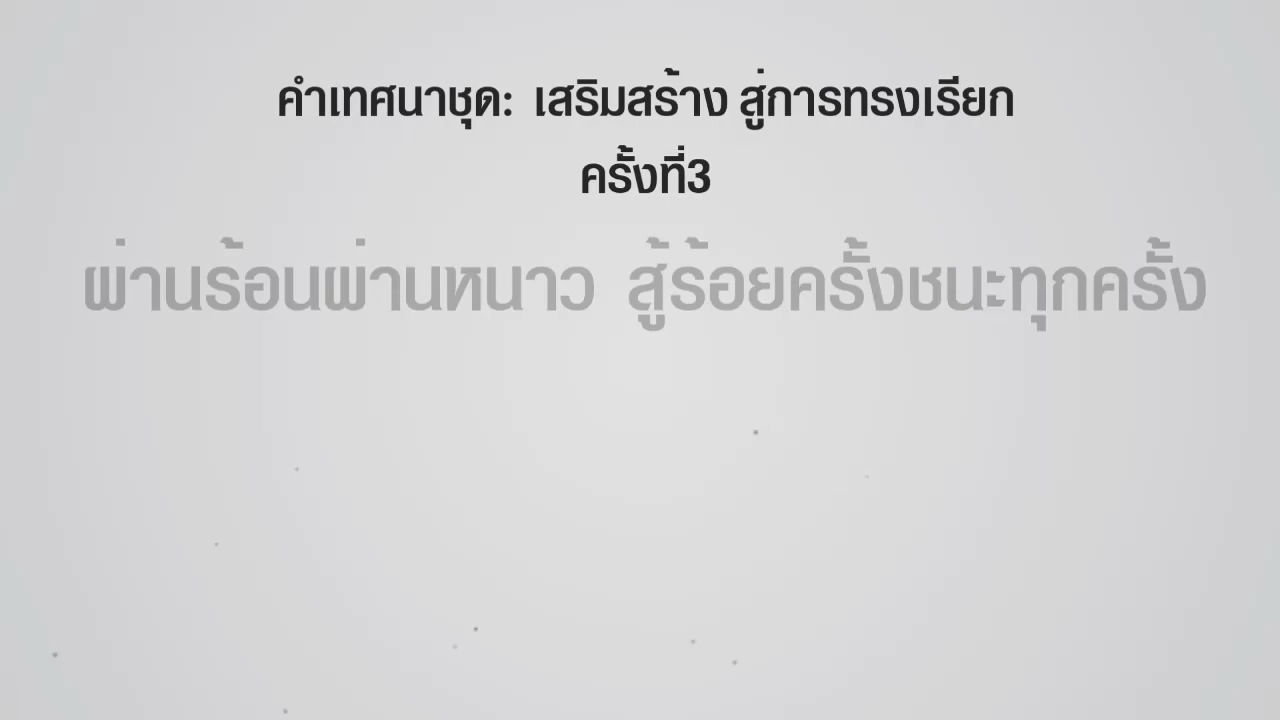 คำเทศนาชุด: เสริมสร้าง สู่การทรงเรียก
ครั้งที่3
ผ่านร้อนผ่านหนาว สู้ร้อยครั้งชนะทุกครั้ง